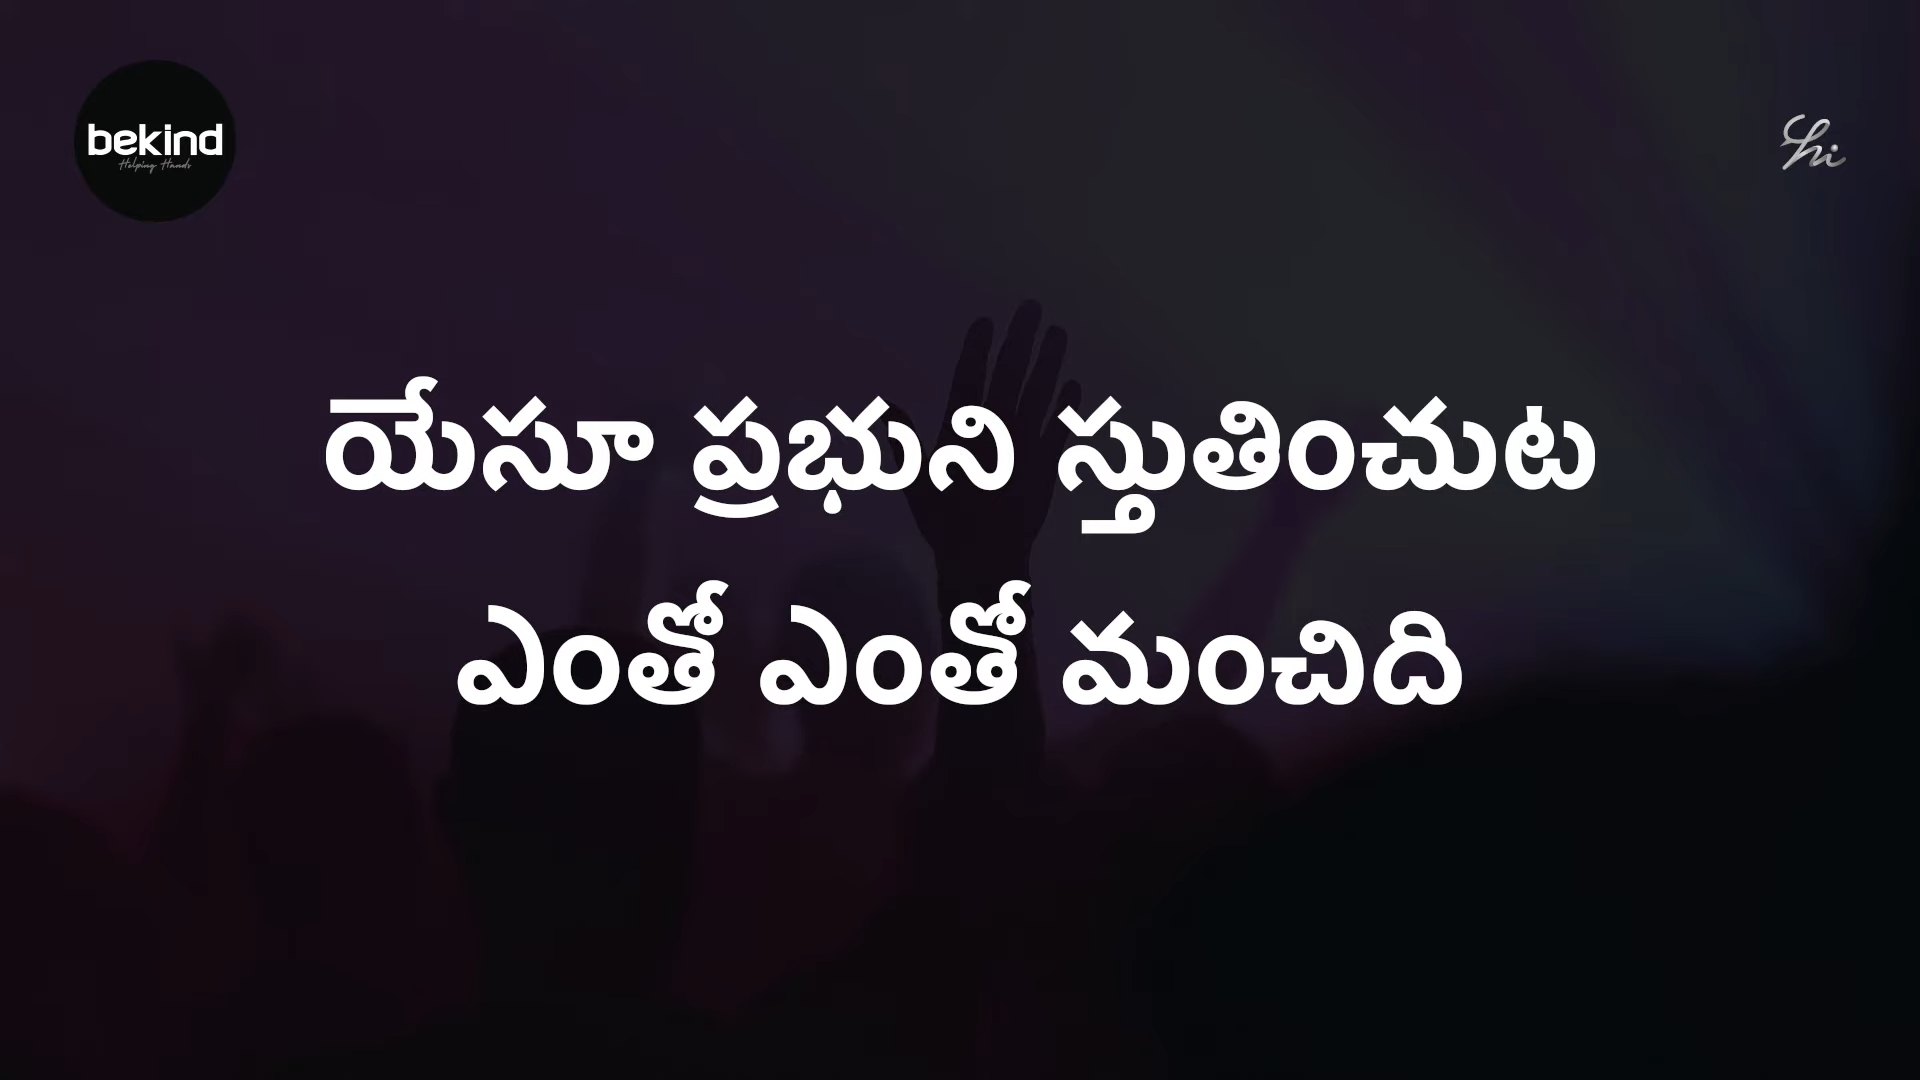 bekind
Helping Hands
యేసూ ప్రభుని స్తుతించుట
ఎంతో ఎంతో మంచిది